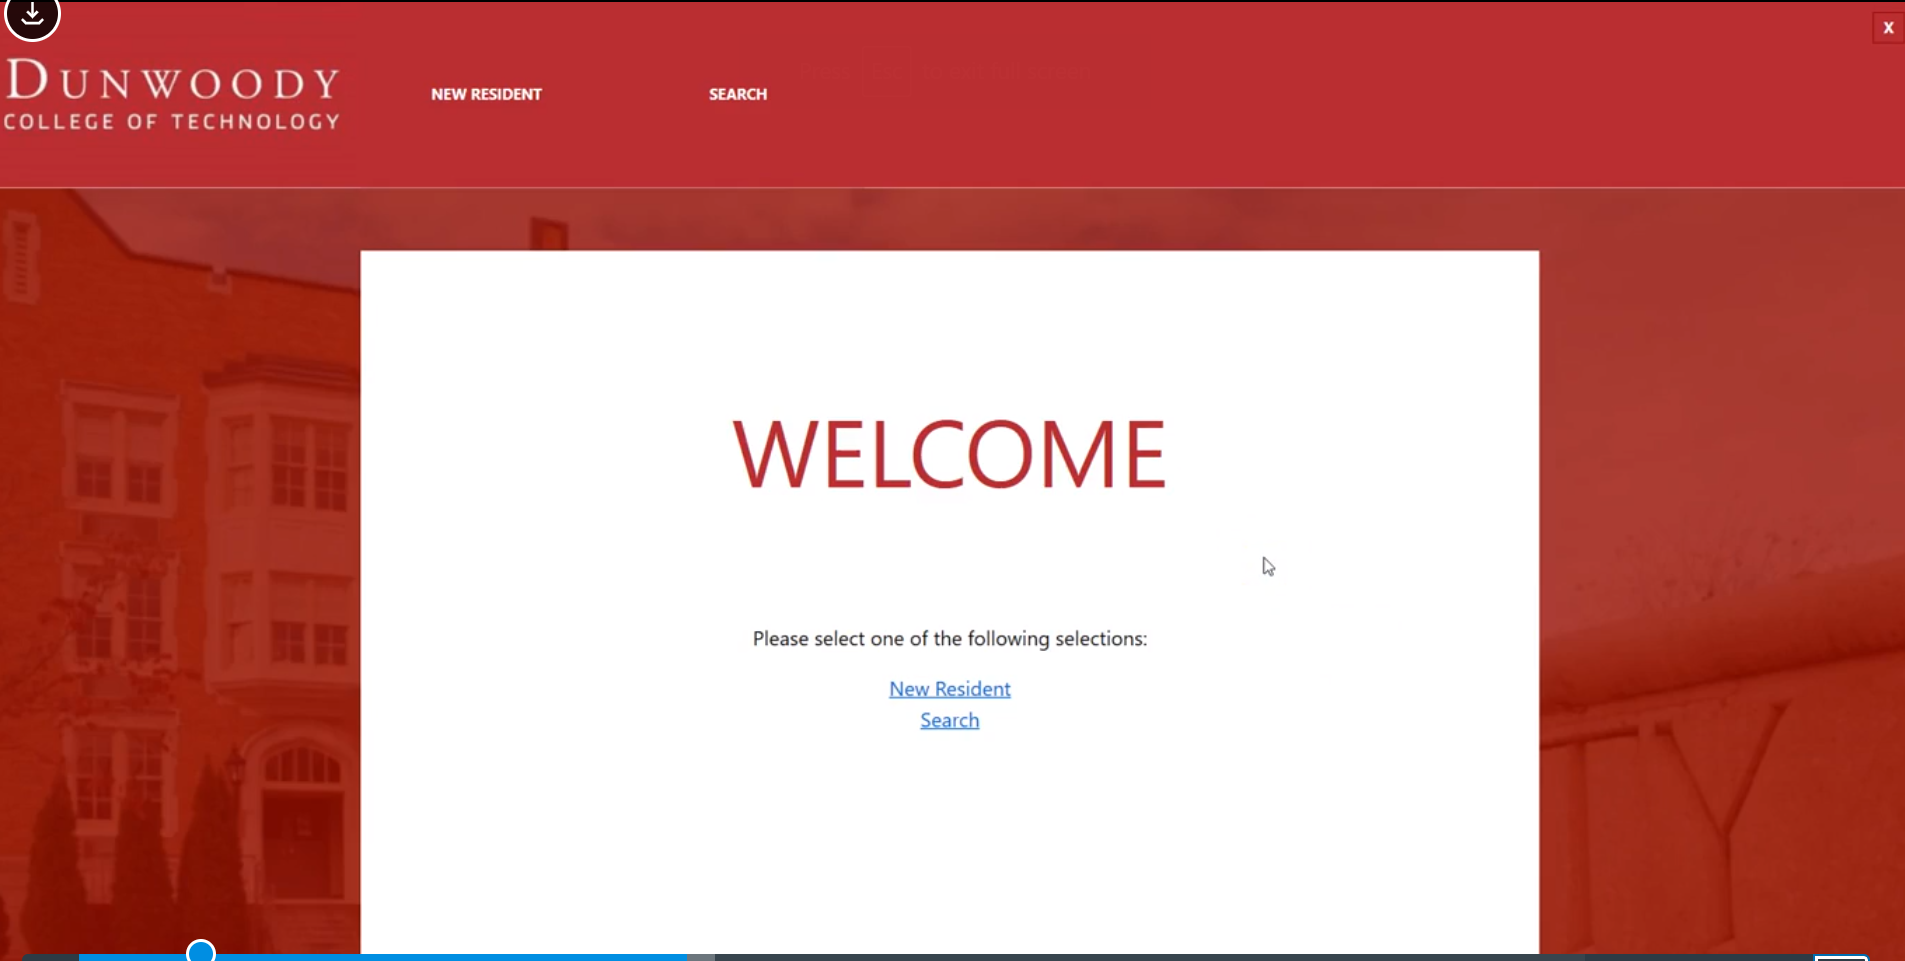 X
DUNWOODY
COLLEGE OF TECHNOLOGY
NEW RESIDENT
SEARCH
WELCOME
Please select one of the following selections:
New Resident
Search